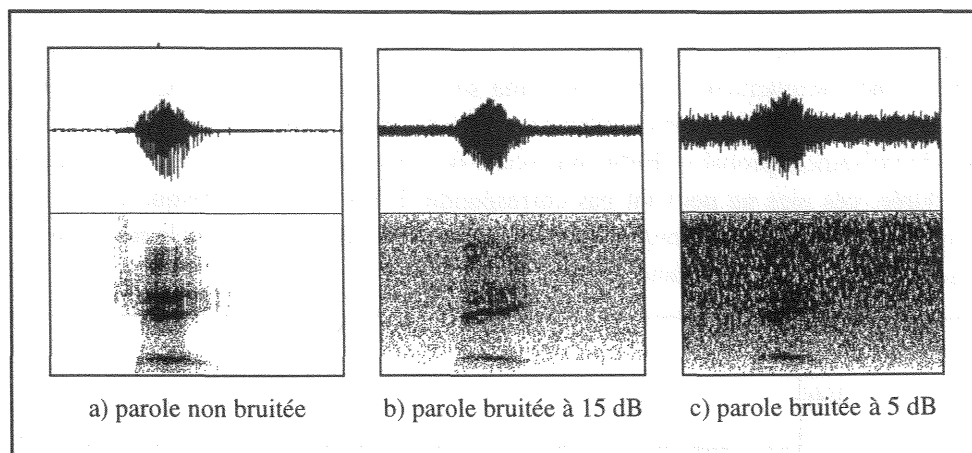 a) parole non bruitée
b) parole bruitée à 15 dB
c) parole bruitée à 5 dB